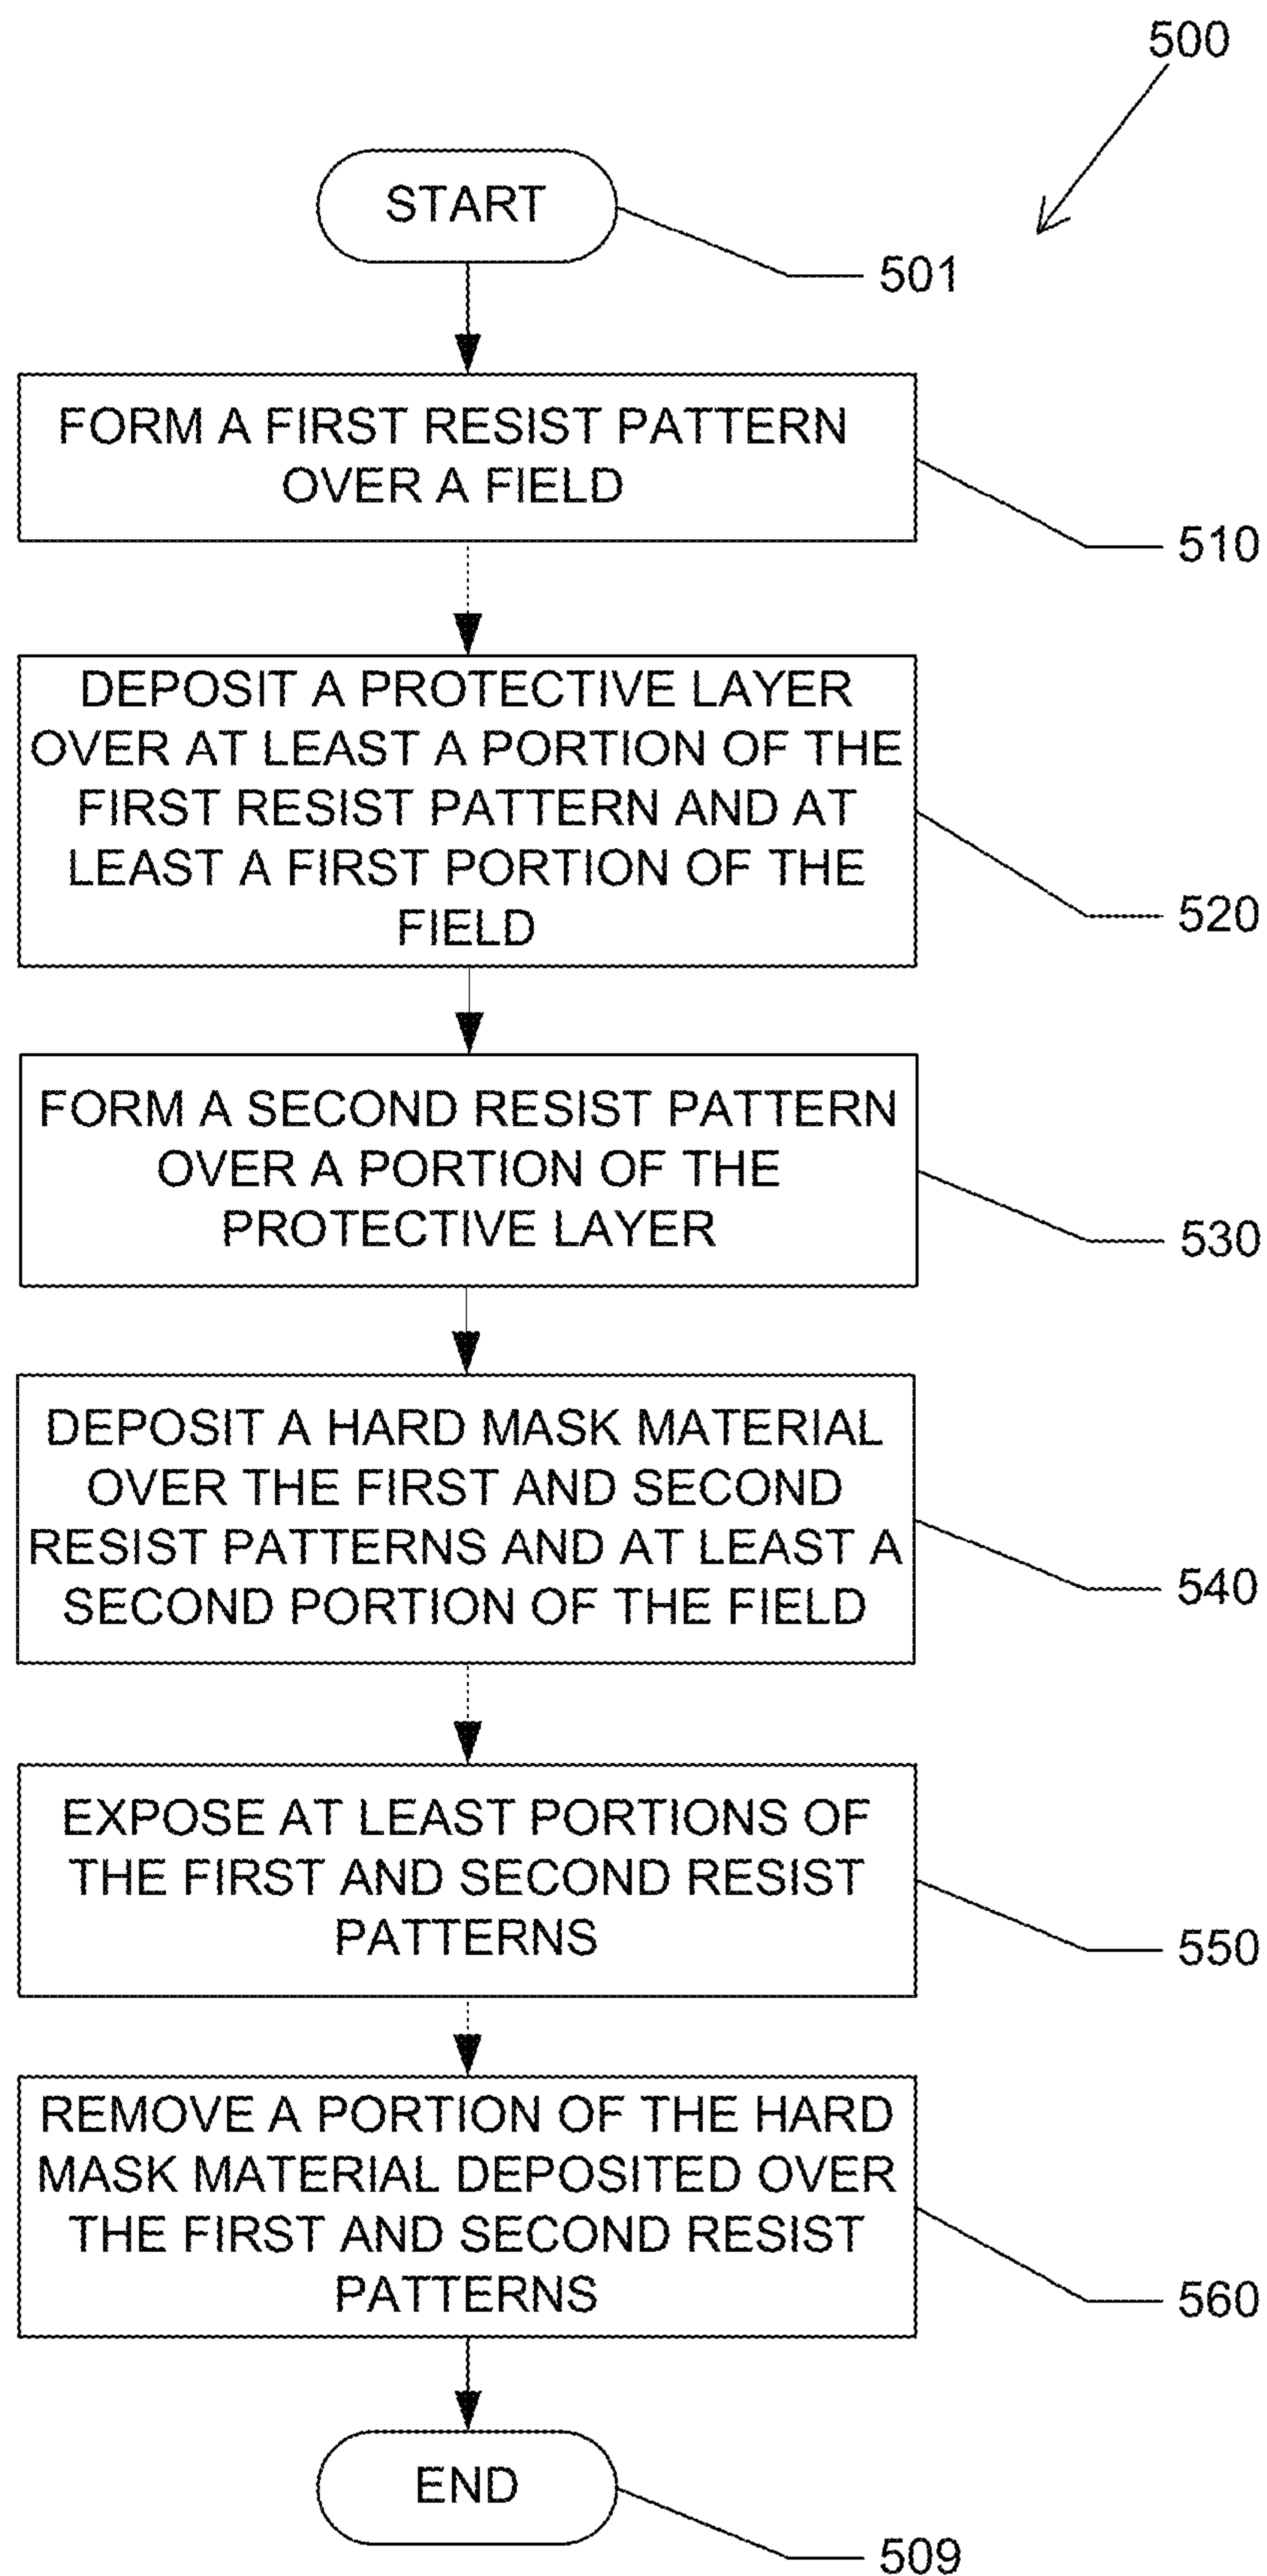 500
START
501
FORM A FIRST RESIST PATTERN
OVER A FIELD
510
DEPOSIT A PROTECTIVE LAYER
OVER AT LEAST A PORTION OF THE
FIRST RESIST PATTERN AND AT
LEAST A FIRST PORTION OF THE
FIELD
520
FORM A SECOND RESIST PATTERN
OVER A PORTION OF THE
PROTECTIVE LAYER
530
DEPOSIT A HARD MASK MATERIAL
OVER THE FIRST AND SECOND
RESIST PATTERNS AND AT LEAST A
SECOND PORTION OF THE FIELD
540
EXPOSE AT LEAST PORTIONS OF
THE FIRST AND SECOND RESIST
PATTERNS
550
REMOVE A PORTION OF THE HARD
MASK MATERIAL DEPOSITED OVER
THE FIRST AND SECOND RESIST
PATTERNS
560
END
509